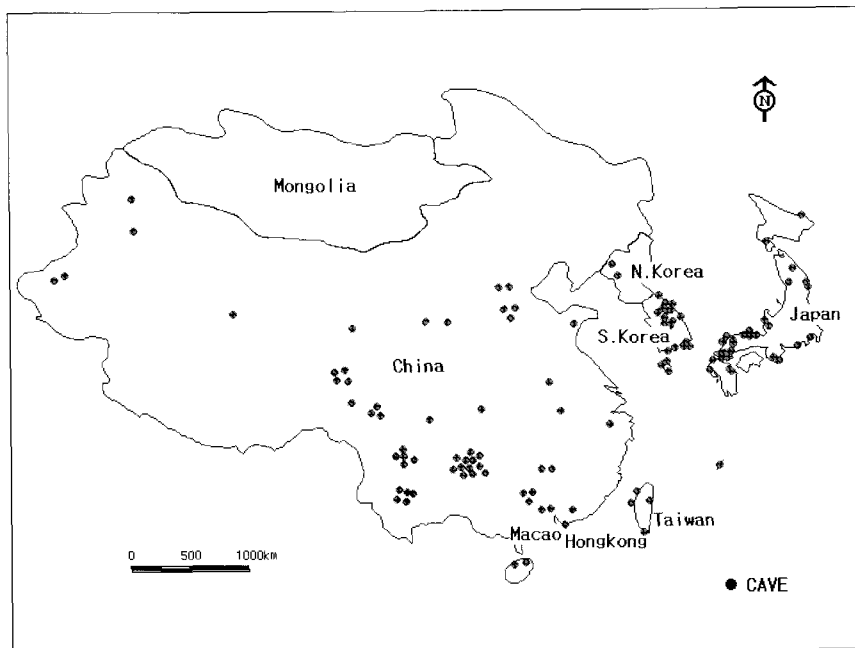 N
Mongolia
N.Korea
S.Korea
Japan
China
Taiwan
Macao
Hongkong
0 500 1000km
CAVE